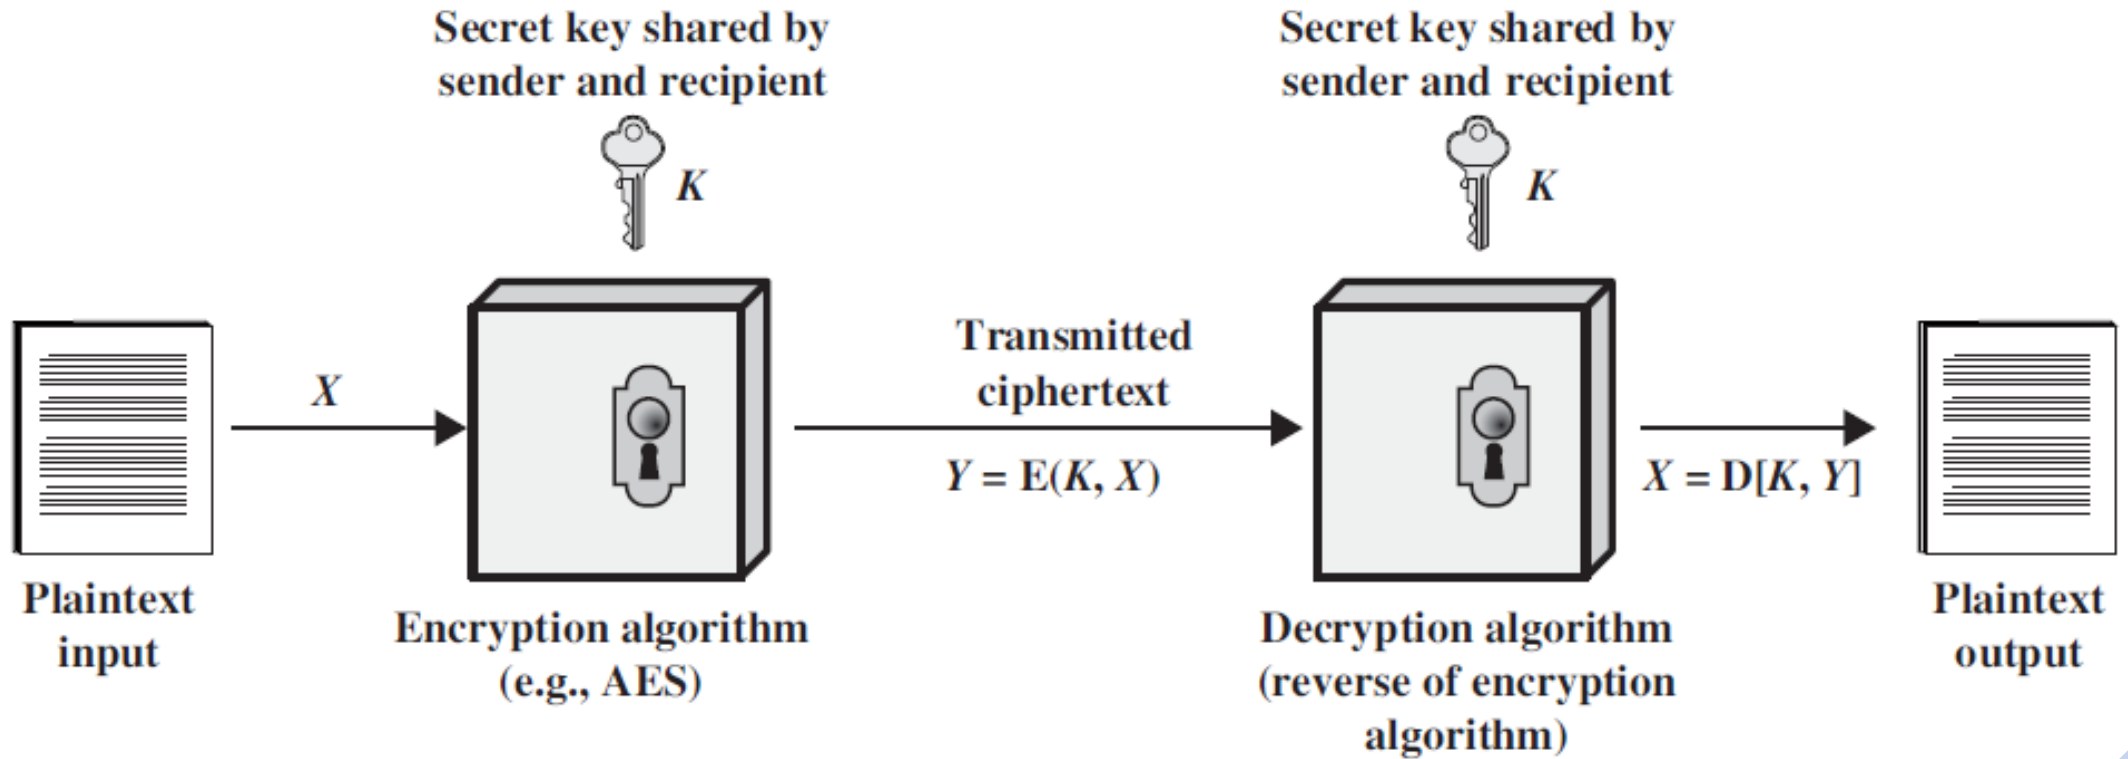 Secret key shared by
sender and recipient
K
Secret key shared by
sender and recipient
K
X
Transmitted
ciphertext
Y = E(K, X)
X = D[K, Y]
Plaintext
input
Encryption algorithm
(e.g., AES)
Decryption algorithm
(reverse of encryption
algorithm)
Plaintext
output